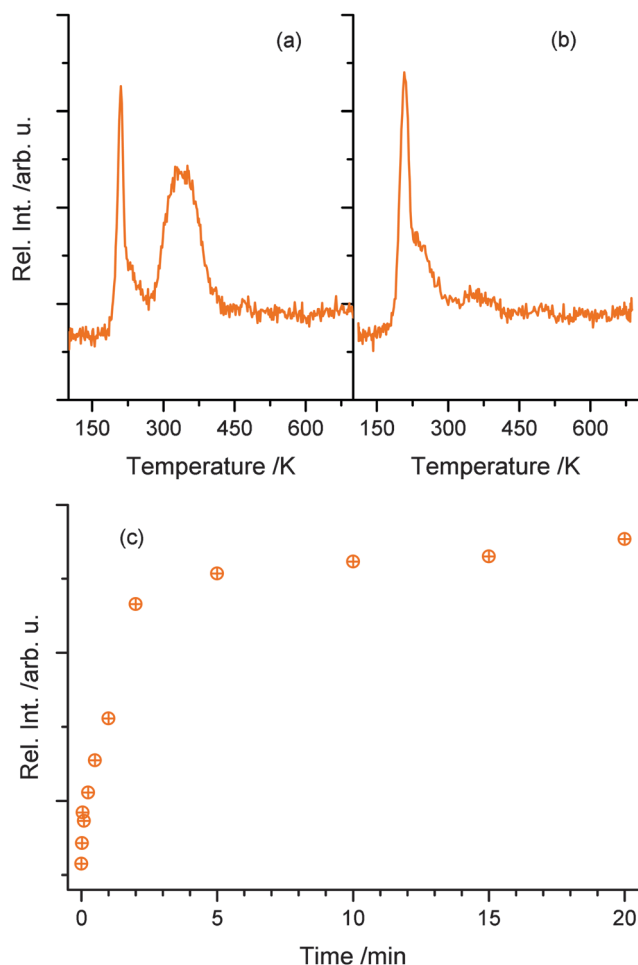 (a)
(b)
Rel. Int. /arb. u.
150 300 450 600
150 300 450 600
Temperature /K
Temperature /K
(c)
Rel. Int. /arb. u.
0 5 10 15 20
Time /min